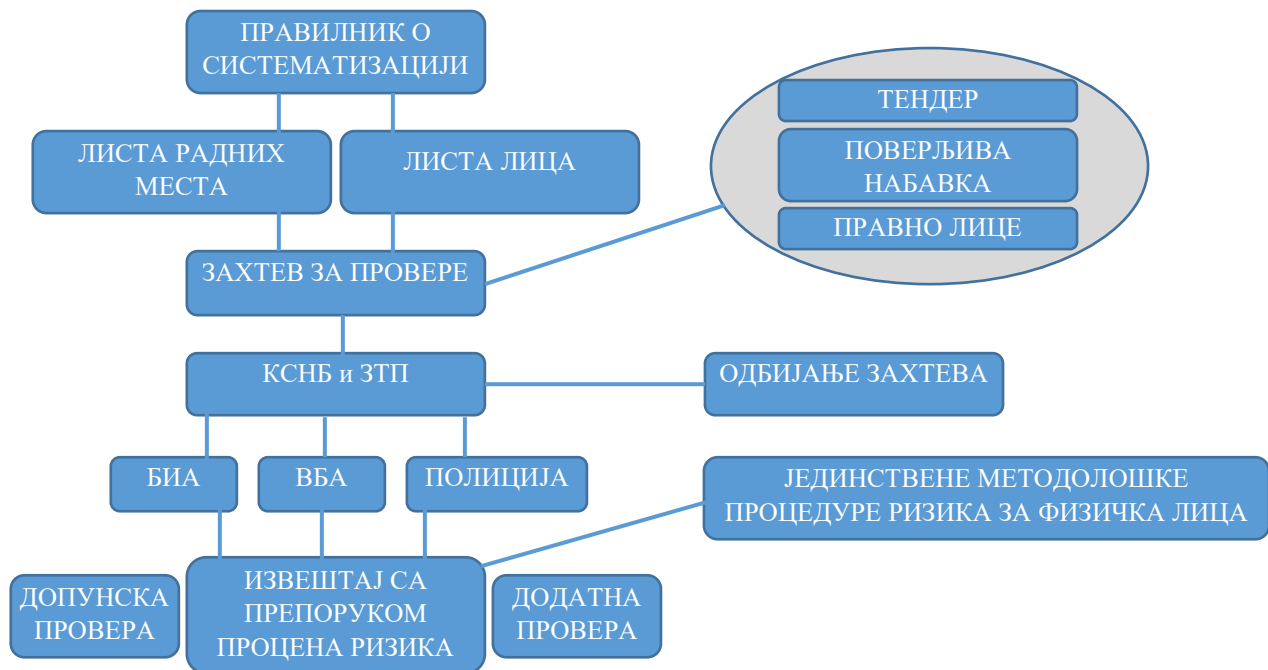 ПРАВИЛНИК О
СИСТЕМАТИЗАЦИЈИ
ТЕНДЕР
ПОВЕРЉИВА
НАБАВКА
ПРАВНО ЛИЦЕ
ЛИСТА РАДНИХ
МЕСТА
ЛИСТА ЛИЦА
ЗАХТЕВ ЗА ПРОВЕРЕ
КСНБ и ЗТП
ОДБИЈАЊЕ ЗАХТЕВА
БИА
ВБА
ПОЛИЦИЈА
ЈЕДИНСТВЕНЕ МЕТОДОЛОШКЕ
ПРОЦЕДУРЕ РИЗИКА ЗА ФИЗИЧКА ЛИЦА
ДОПУНСКА
ПРОВЕРА
ИЗВЕШТАЈ СА
ПРЕПОРУКОМ
ПРОЦЕНА РИЗИКА
ДОДАТНА
ПРОВЕРА